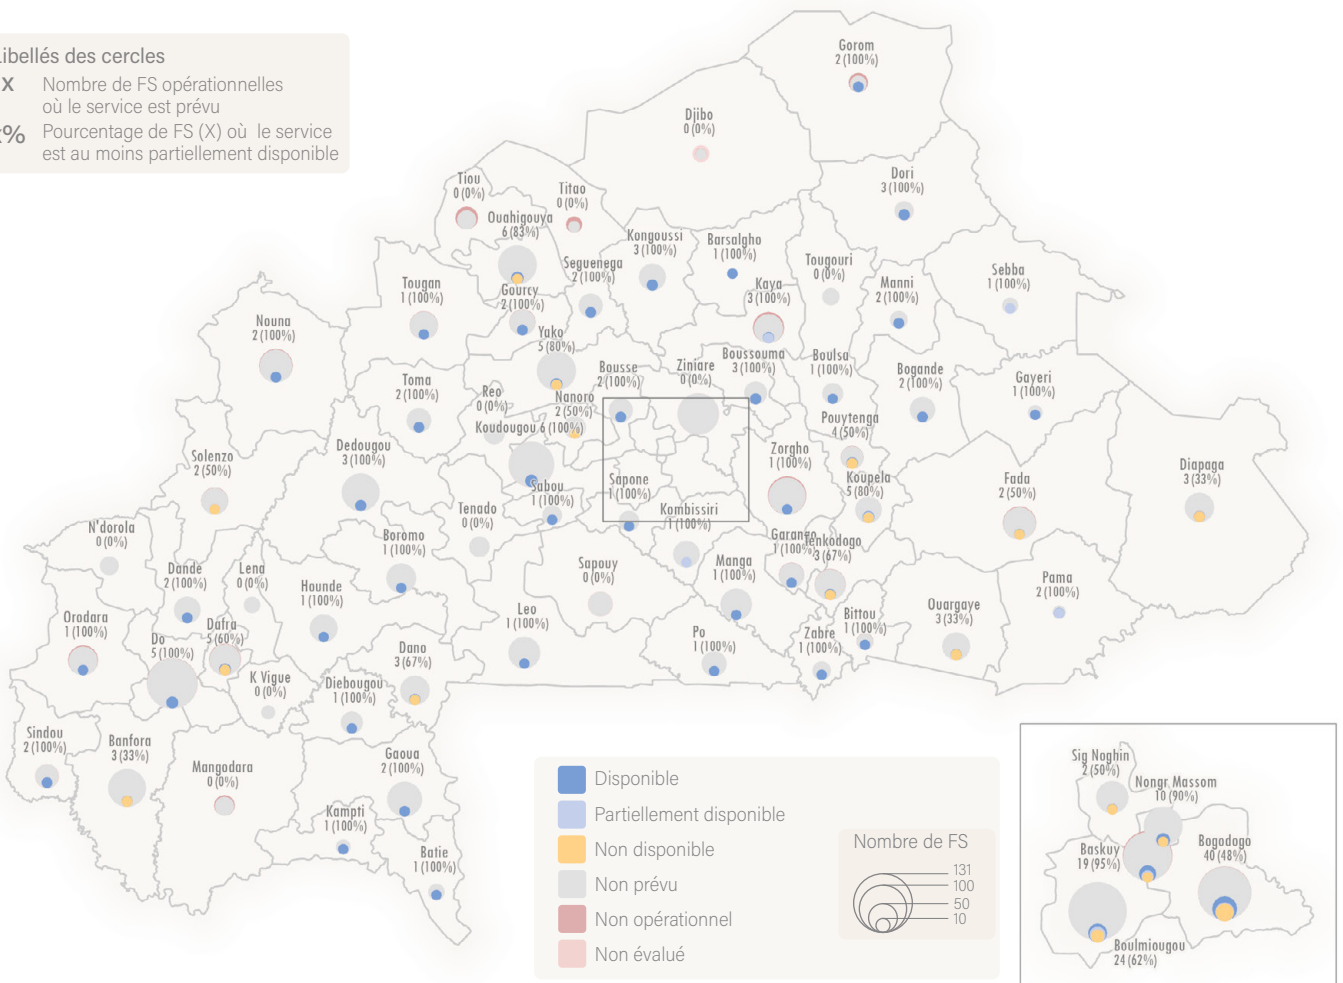 Libellés des cercles
X Nombre de FS opérationnelles
où le service est prévu
% Pourcentage de FS (X) où le service
est au moins partiellement disponible
Gorom
2 (100%)
Djibo
0 (0%)
Dori
3 (100%)
Tiou
0 (0%)
Titao
0 (0%)
Ouahigouya
6 (83%)
Kongoussi
3 (100%)
Barsalgho
1 (100%)
Tougouri
0 (0%)
Sebba
1 (100%)
Seguenega
2 (100%)
Tougan
1 (100%)
Gourcy
2 (100%)
Kaya
3 (100%)
Manni
2 (100%)
Nouna
2 (100%)
Yako
5 (80%)
Bousse
2 (100%)
Ziniare
0 (0%)
Boussouma
3 (100%)
Boulsa
1 (100%)
Bogande
2 (100%)
Gayeri
1 (100%)
Toma
2 (100%)
Reo
0 (0%)
Nanoro
2 (50%)
Koudougou 6 (100%)
Pouytenga
4 (50%)
Solenzo
2 (50%)
Dedougou
3 (100%)
Zorgho
1 (100%)
Koupela
5 (80%)
Fada
2 (50%)
Diapaga
3 (33%)
Sabou
1 (100%)
Sapone
1 (100%)
Tenado
0 (0%)
Kombissiri
1 (100%)
N'dorola
0 (0%)
Boromo
1 (100%)
Garango
1 (100%)
Tenkodogo
3 (67%)
Dande
2 (100%)
Lena
0 (0%)
Hounde
1 (100%)
Sapouy
0 (0%)
Manga
1 (100%)
Pama
2 (100%)
Orodara
1 (100%)
Do
5 (100%)
Dafra
5 (60%)
Leo
1 (100%)
Po
1 (100%)
Zabre
1 (100%)
Bittou
1 (100%)
Ouargaye
3 (33%)
K Vigue
0 (0%)
Diebougou
1 (100%)
Dano
3 (67%)
Sindou
2 (100%)
Banfora
3 (33%)
Mangodara
0 (0%)
Gaoua
2 (100%)
Kampti
1 (100%)
Batie
1 (100%)
Disponible
Partiellement disponible
Non disponible
Non prévu
Non opérationnel
Non évalué
Nombre de FS
131
100
50
10
Sig Noghin
2 (50%)
Nongr Massom
10 (90%)
Baskuy
19 (95%)
Bogodogo
40 (48%)
Boulmiougou
24 (62%)